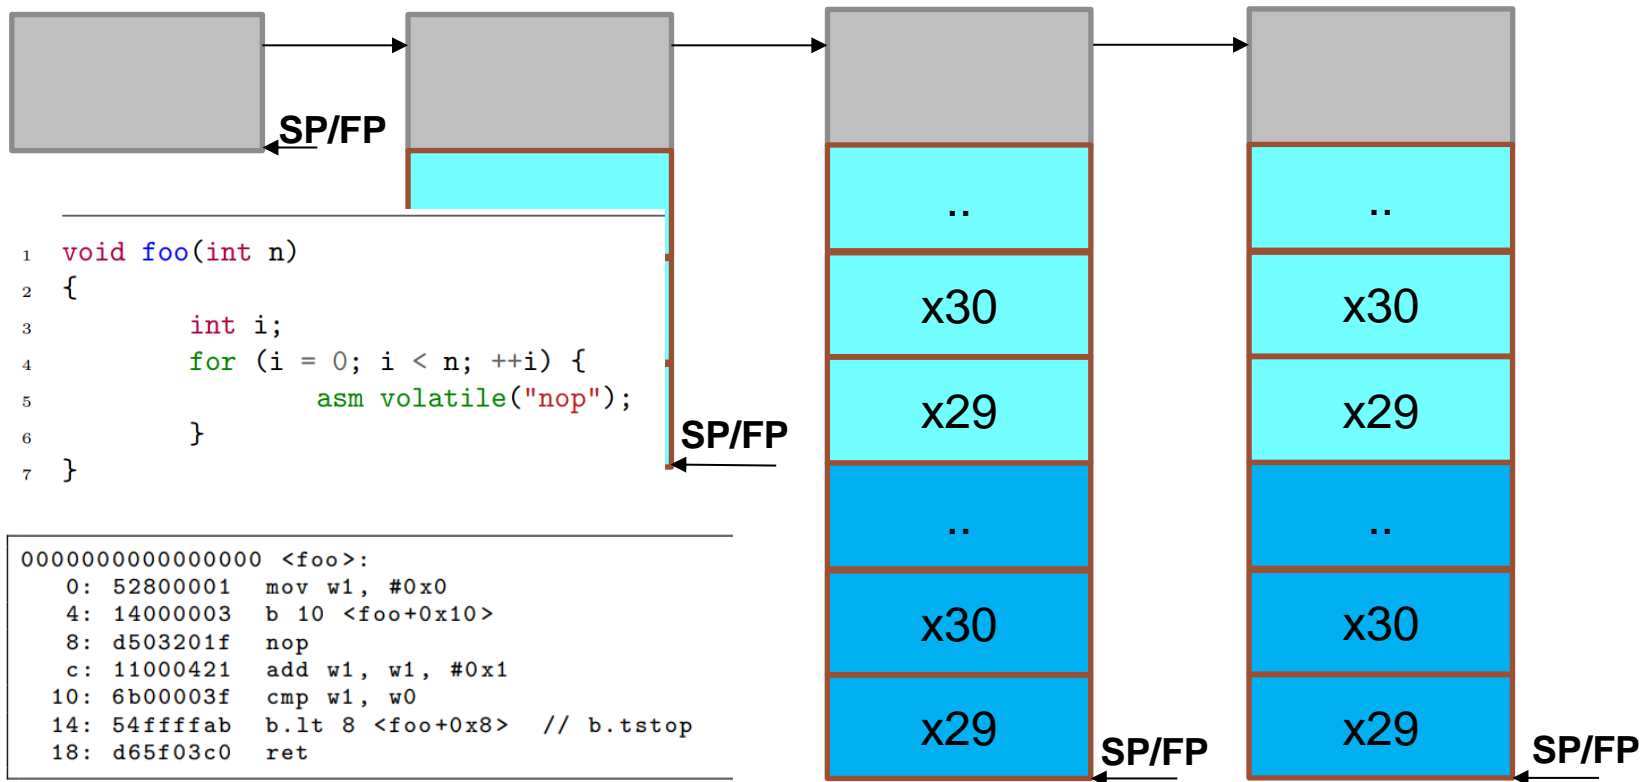 SP/FP
1 void foo(int n)
2 {
3 int i;
4 for (i = 0; i < n; ++i) {
5 asm volatile("nop");
6 }
7 }
SP/FP
0000000000000000 <foo>:
0: 52800001 mov w1, #0x0
4: 14000003 b 10 <foo+0x10>
8: d503201f nop
c: 11000421 add w1, w1, #0x1
10: 6b00003f cmp w1, w0
14: 54ffffab b.lt 8 <foo+0x8> // b.tstop
18: d65f03c0 ret
..
x30
x29
..
x30
x29
SP/FP
..
x30
x29
..
x30
x29
SP/FP